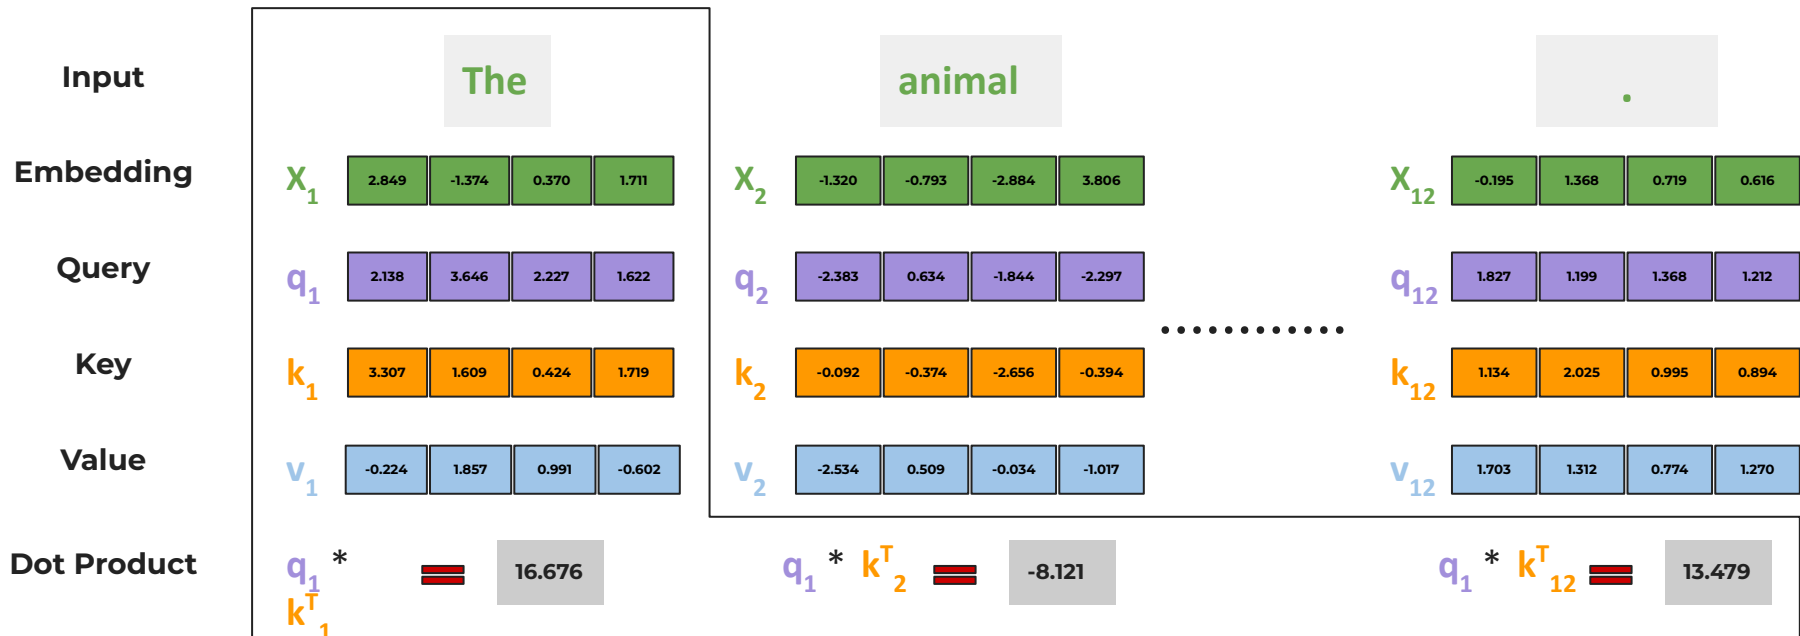 Input The animal .
Embedding X1 2.849 -1.374 0.370 1.711 X2 -1.320 -0.793 -2.884 3.806 X12 -0.195 1.368 0.719 0.616
Query q1 2.138 3.646 2.227 1.622 q2 -2.383 0.634 -1.844 -2.297 q12 1.827 1.199 1.368 1.212
Key k1 3.307 1.609 0.424 1.719 k2 -0.092 -0.374 -2.656 -0.394 k12 1.134 2.025 0.995 0.894
Value v1 -0.224 1.857 0.991 -0.602 v2 -2.534 0.509 -0.034 -1.017 v12 1.703 1.312 0.774 1.270
Dot Product q1 * kT1 = 16.676 q1 * kT2 = -8.121 q1 * kT12 = 13.479